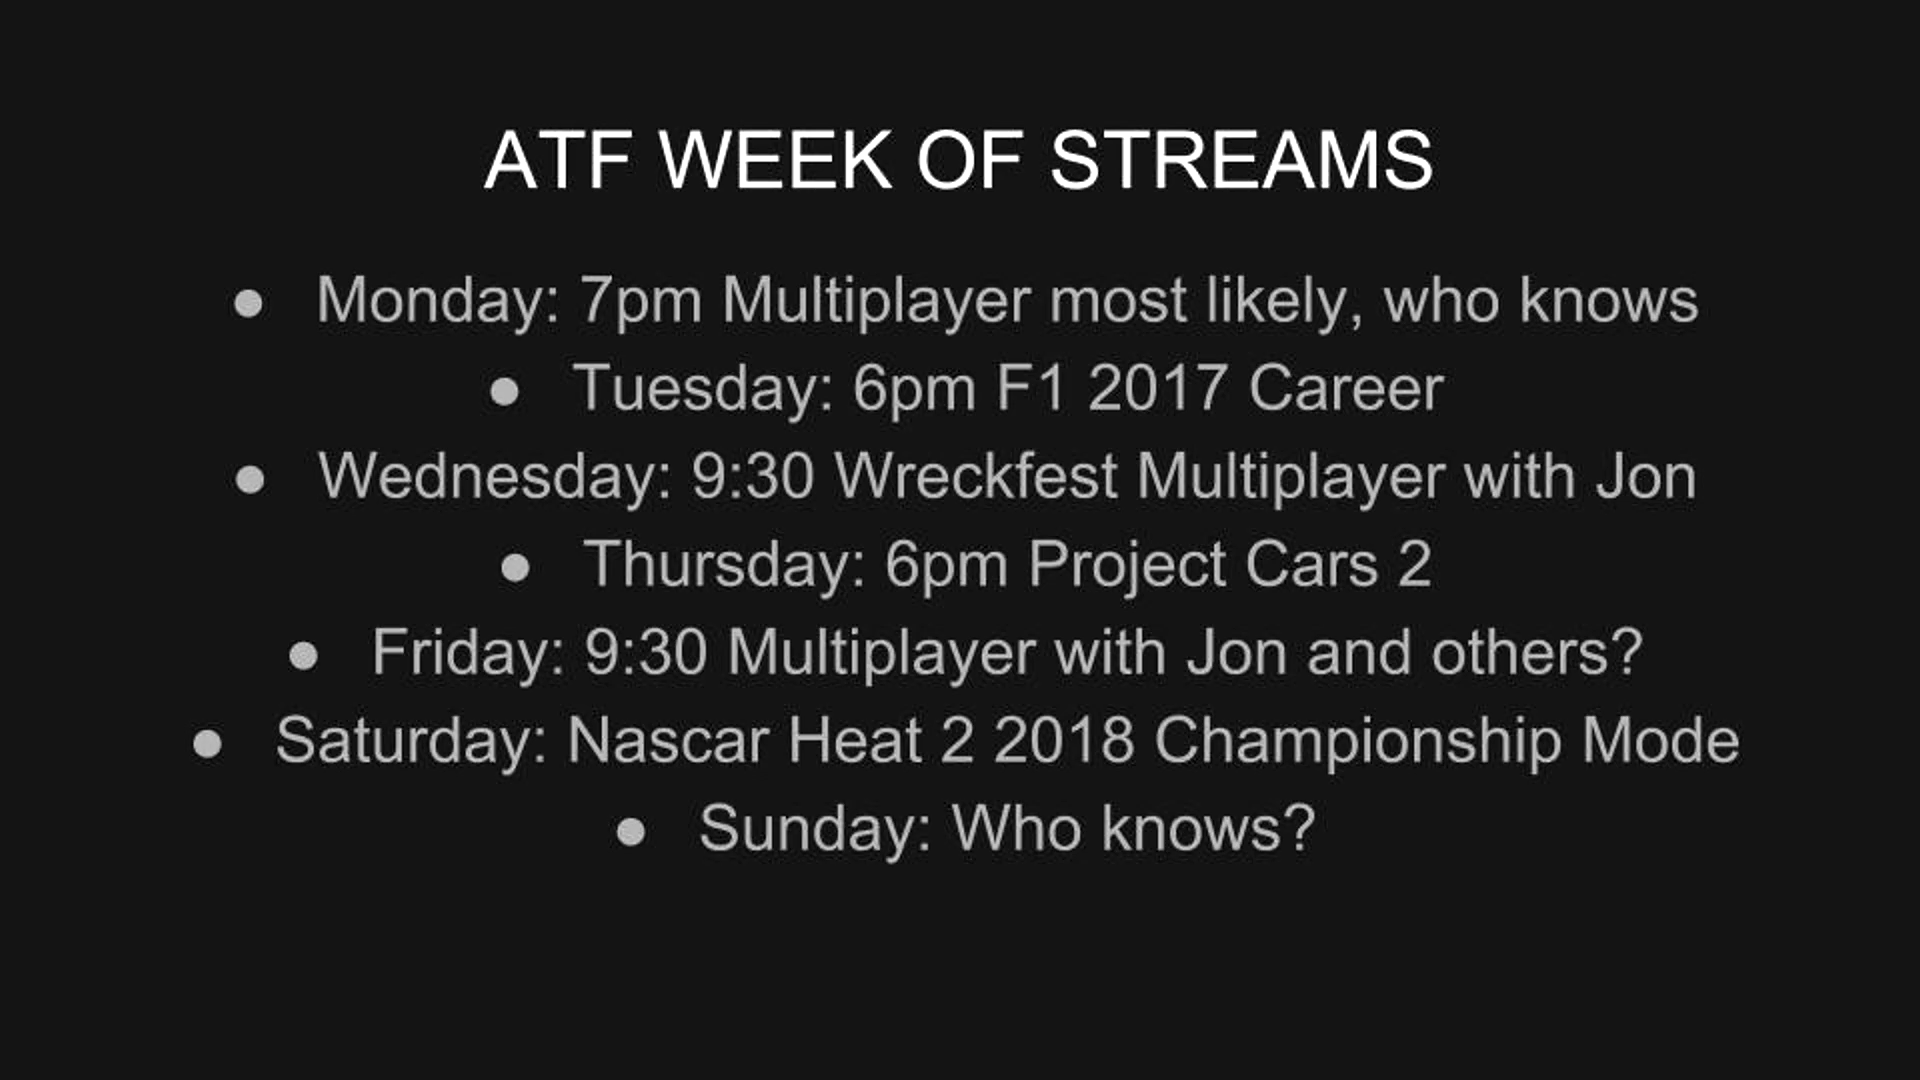 ATF WEEK OF STREAMS
● Monday: 7pm Multiplayer most likely, who knows
● Tuesday: 6pm F1 2017 Career
● Wednesday: 9:30 Wreckfest Multiplayer with Jon
● Thursday: 6pm Project Cars 2
● Friday: 9:30 Multiplayer with Jon and others?
● Saturday: Nascar Heat 2 2018 Championship Mode
● Sunday: Who knows?